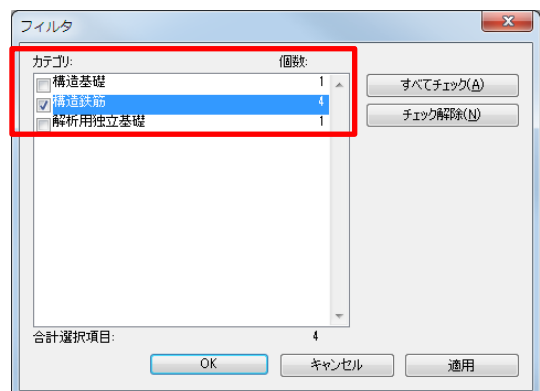 フィルタ
カテゴリ: 個数:
構造基礎 1
構造鉄筋 4
解析用独立基礎 1
すべてチェック(A)
チェック解除(N)
合計選択項目: 4
OK キャンセル 適用